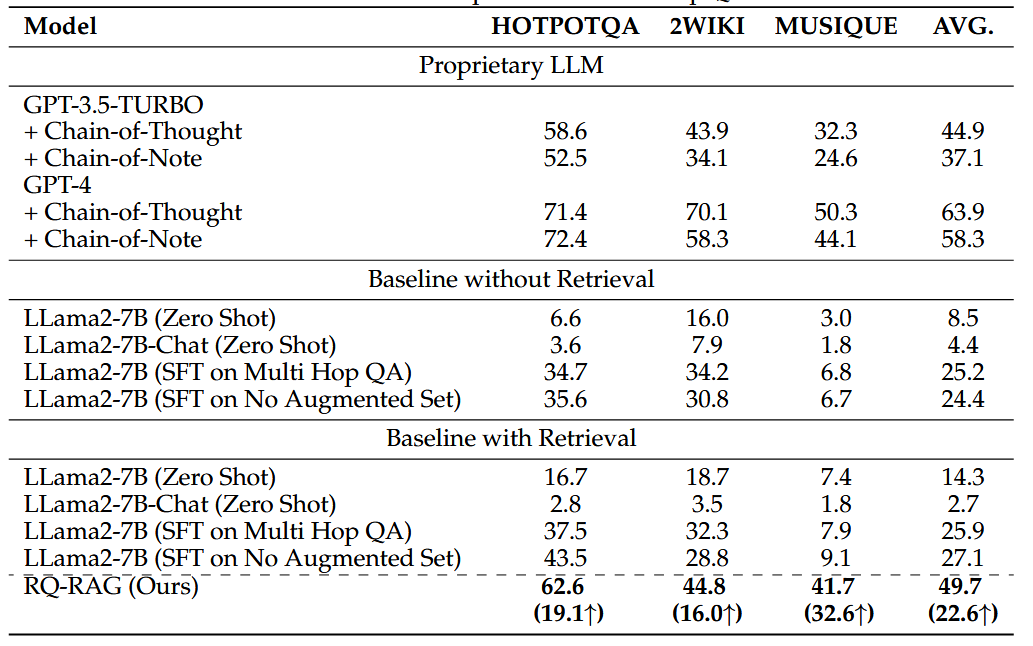 Model HOTPOTQA 2WIKI MUSIQUE AVG.
Proprietary LLM
GPT-3.5-TURBO
+ Chain-of-Thought 58.6 43.9 32.3 44.9
+ Chain-of-Note 52.5 34.1 24.6 37.1
GPT-4
+ Chain-of-Thought 71.4 70.1 50.3 63.9
+ Chain-of-Note 72.4 58.3 44.1 58.3
Baseline without Retrieval
LLama2-7B (Zero Shot) 6.6 16.0 3.0 8.5
LLama2-7B-Chat (Zero Shot) 3.6 7.9 1.8 4.4
LLama2-7B (SFT on Multi Hop QA) 34.7 34.2 6.8 25.2
LLama2-7B (SFT on No Augmented Set) 35.6 30.8 6.7 24.4
Baseline with Retrieval
LLama2-7B (Zero Shot) 16.7 18.7 7.4 14.3
LLama2-7B-Chat (Zero Shot) 2.8 3.5 1.8 2.7
LLama2-7B (SFT on Multi Hop QA) 37.5 32.3 7.9 25.9
LLama2-7B (SFT on No Augmented Set) 43.5 28.8 9.1 27.1
RQ-RAG (Ours) 62.6 44.8 41.7 49.7
(19.1↑) (16.0↑) (32.6↑) (22.6↑)